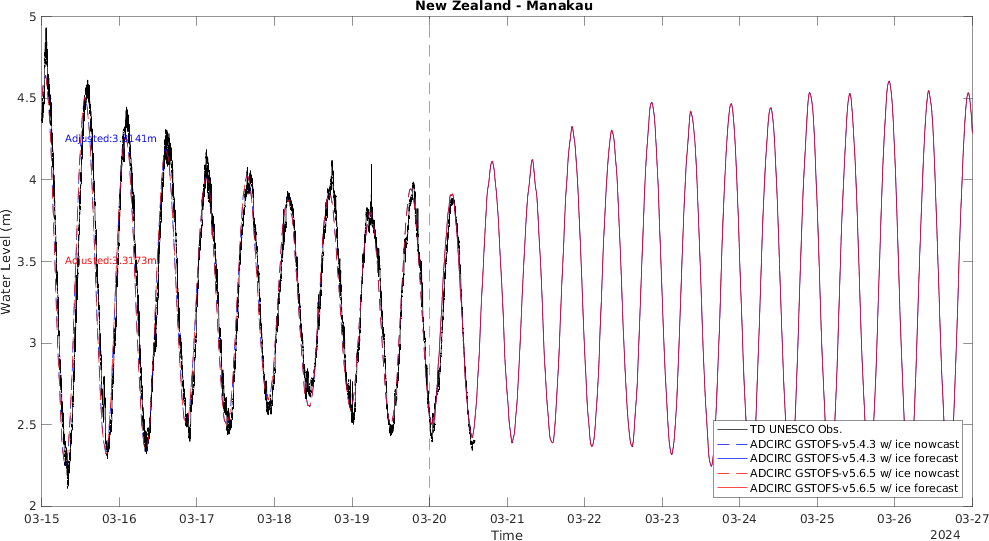 New Zealand - Manakau
5
4.5
4
3.5
3
2.5
2
Water Level (m)
Adjusted:3.3173m
TD UNESCO Obs.
ADCIRC GSTOFS-v5.4.3 w/ ice nowcast
ADCIRC GSTOFS-v5.4.3 w/ ice forecast
ADCIRC GSTOFS-v5.6.5 w/ ice nowcast
ADCIRC GSTOFS-v5.6.5 w/ ice forecast
03-15 03-16 03-17 03-18 03-19 03-20 03-21 03-22 03-23 03-24 03-25 03-26 03-27
Time
2024